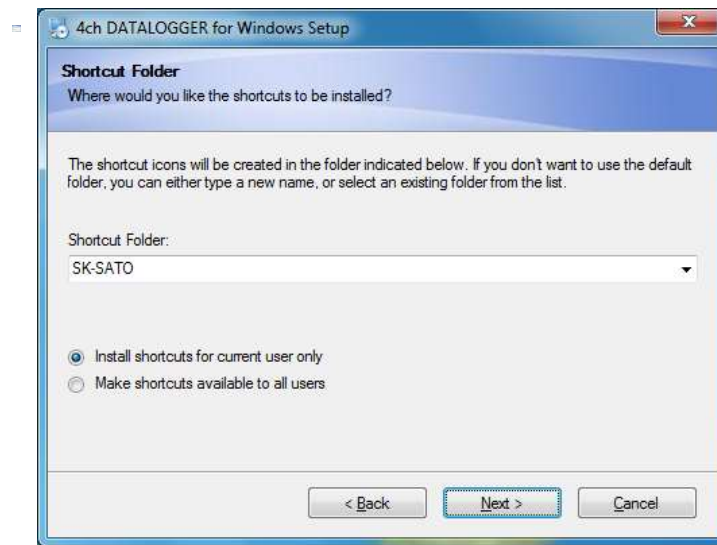 4ch DATALOGGER for Windows Setup
Shortcut Folder
Where would you like the shortcuts to be installed?
The shortcut icons will be created in the folder indicated below. If you don't want to use the default
folder, you can either type a new name, or select an existing folder from the list.
Shortcut Folder:
SK-SATO
Install shortcuts for current user only
Make shortcuts available to all users
< Back
Next >
Cancel